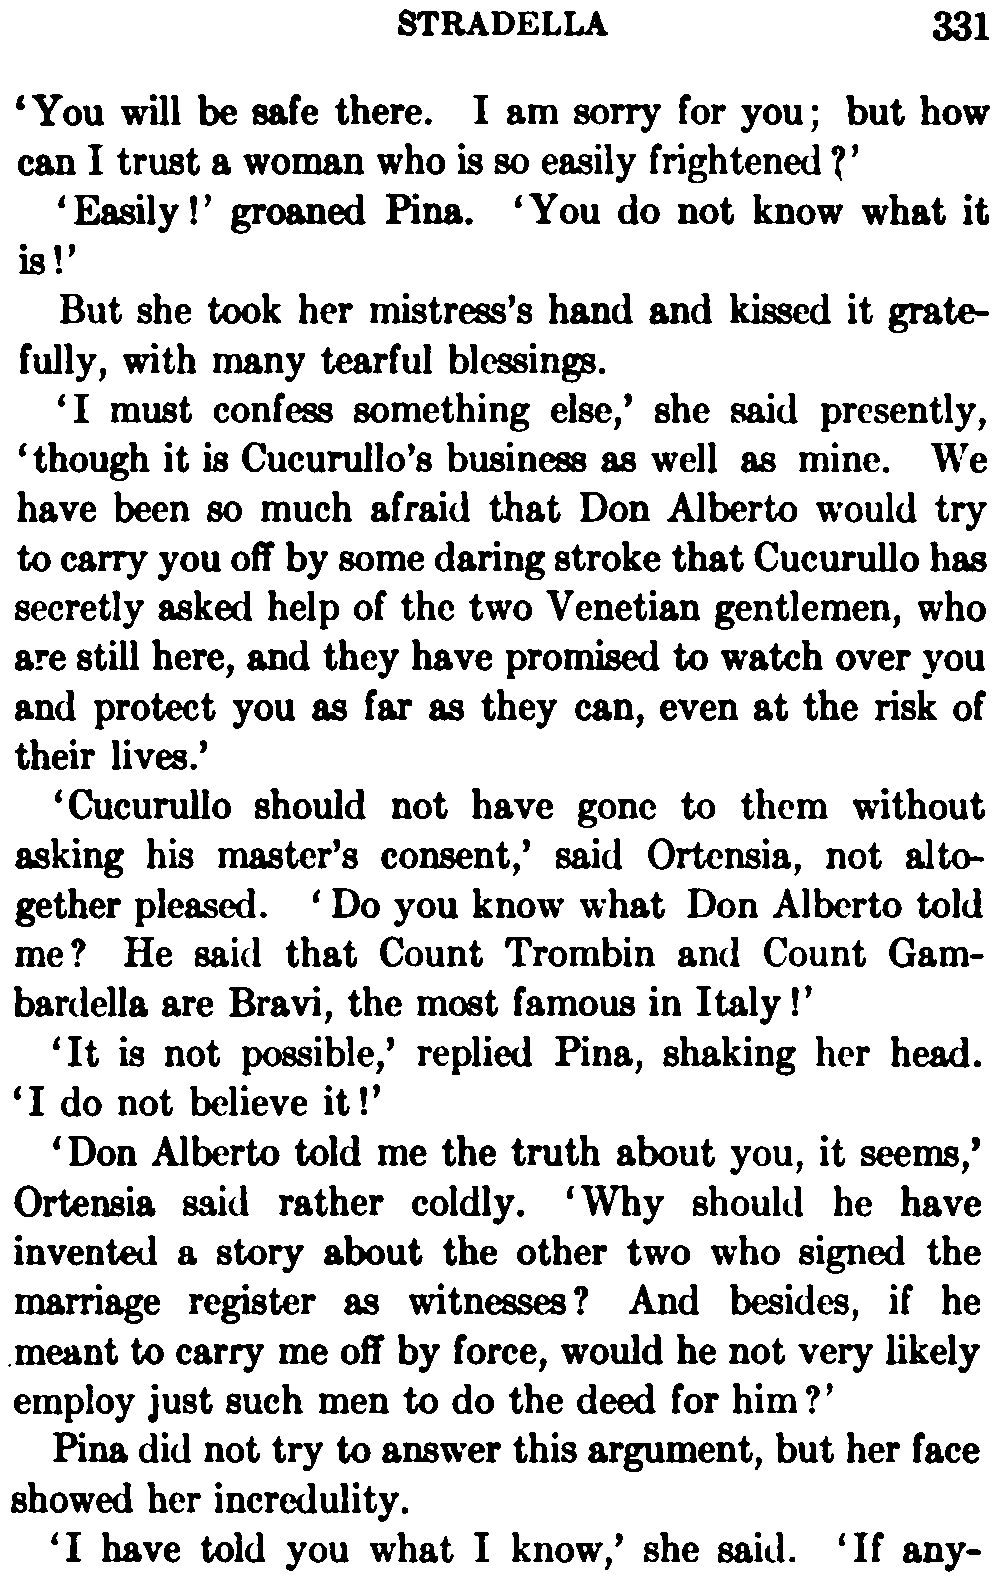 STRADELLA 331
‘You will be safe there. I am sorry for you; but how
can I trust a woman who is so easily frightened?’
‘Easily!’ groaned Pina. ‘You do not know what it
is!’
But she took her mistress’s hand and kissed it grate-
fully, with many tearful blessings.
‘I must confess something else,’ she said presently,
‘though it is Cucurullo’s business as well as mine. We
have been so much afraid that Don Alberto would try
to carry you off by some daring stroke that Cucurullo has
secretly asked help of the two Venetian gentlemen, who
are still here, and they have promised to watch over you
and protect you as far as they can, even at the risk of
their lives.’
‘Cucurullo should not have gone to them without
asking his master’s consent,’ said Ortensia, not alto-
gether pleased. ‘Do you know what Don Alberto told
me? He said that Count Trombin and Count Gam-
bardella are Bravi, the most famous in Italy!’
‘It is not possible,’ replied Pina, shaking her head.
‘I do not believe it!’
‘Don Alberto told me the truth about you, it seems,’
Ortensia said rather coldly. ‘Why should he have
invented a story about the other two who signed the
marriage register as witnesses? And besides, if he
meant to carry me off by force, would he not very likely
employ just such men to do the deed for him?’
Pina did not try to answer this argument, but her face
showed her incredulity.
‘I have told you what I know,’ she said. ‘If any-